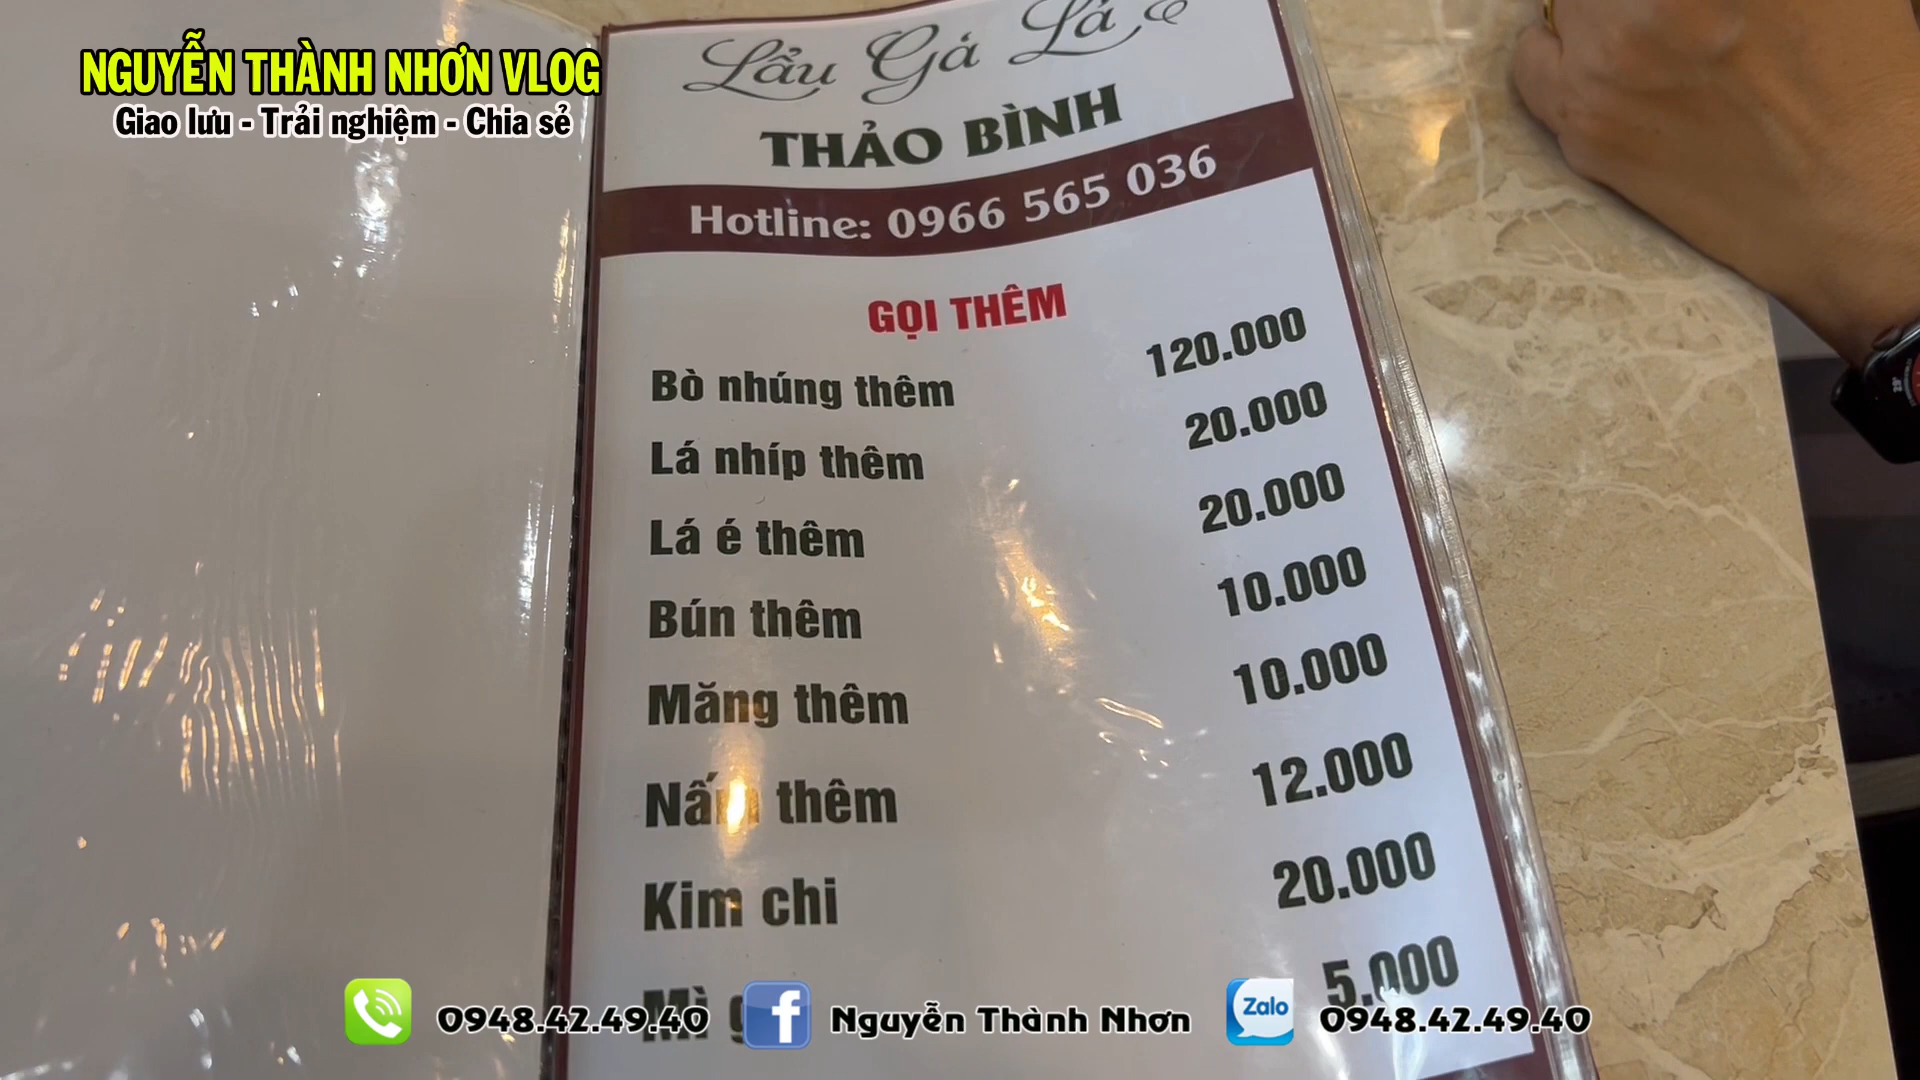 NGUYỄN THÀNH NHƠN VLOG
Giao lưu - Trải nghiệm - Chia sẻ
Lẩu Gà Lá é
THẢO BÌNH
Hotline: 0966 565 036
GỌI THÊM
Bò nhúng thêm 120.000
Lá nhíp thêm 20.000
Lá é thêm 20.000
Bún thêm 10.000
Măng thêm 10.000
Nấm thêm 12.000
Kim chi 20.000
Mì 5.000
0948.42.49.40 Nguyễn Thành Nhơn Zalo 0948.42.49.40